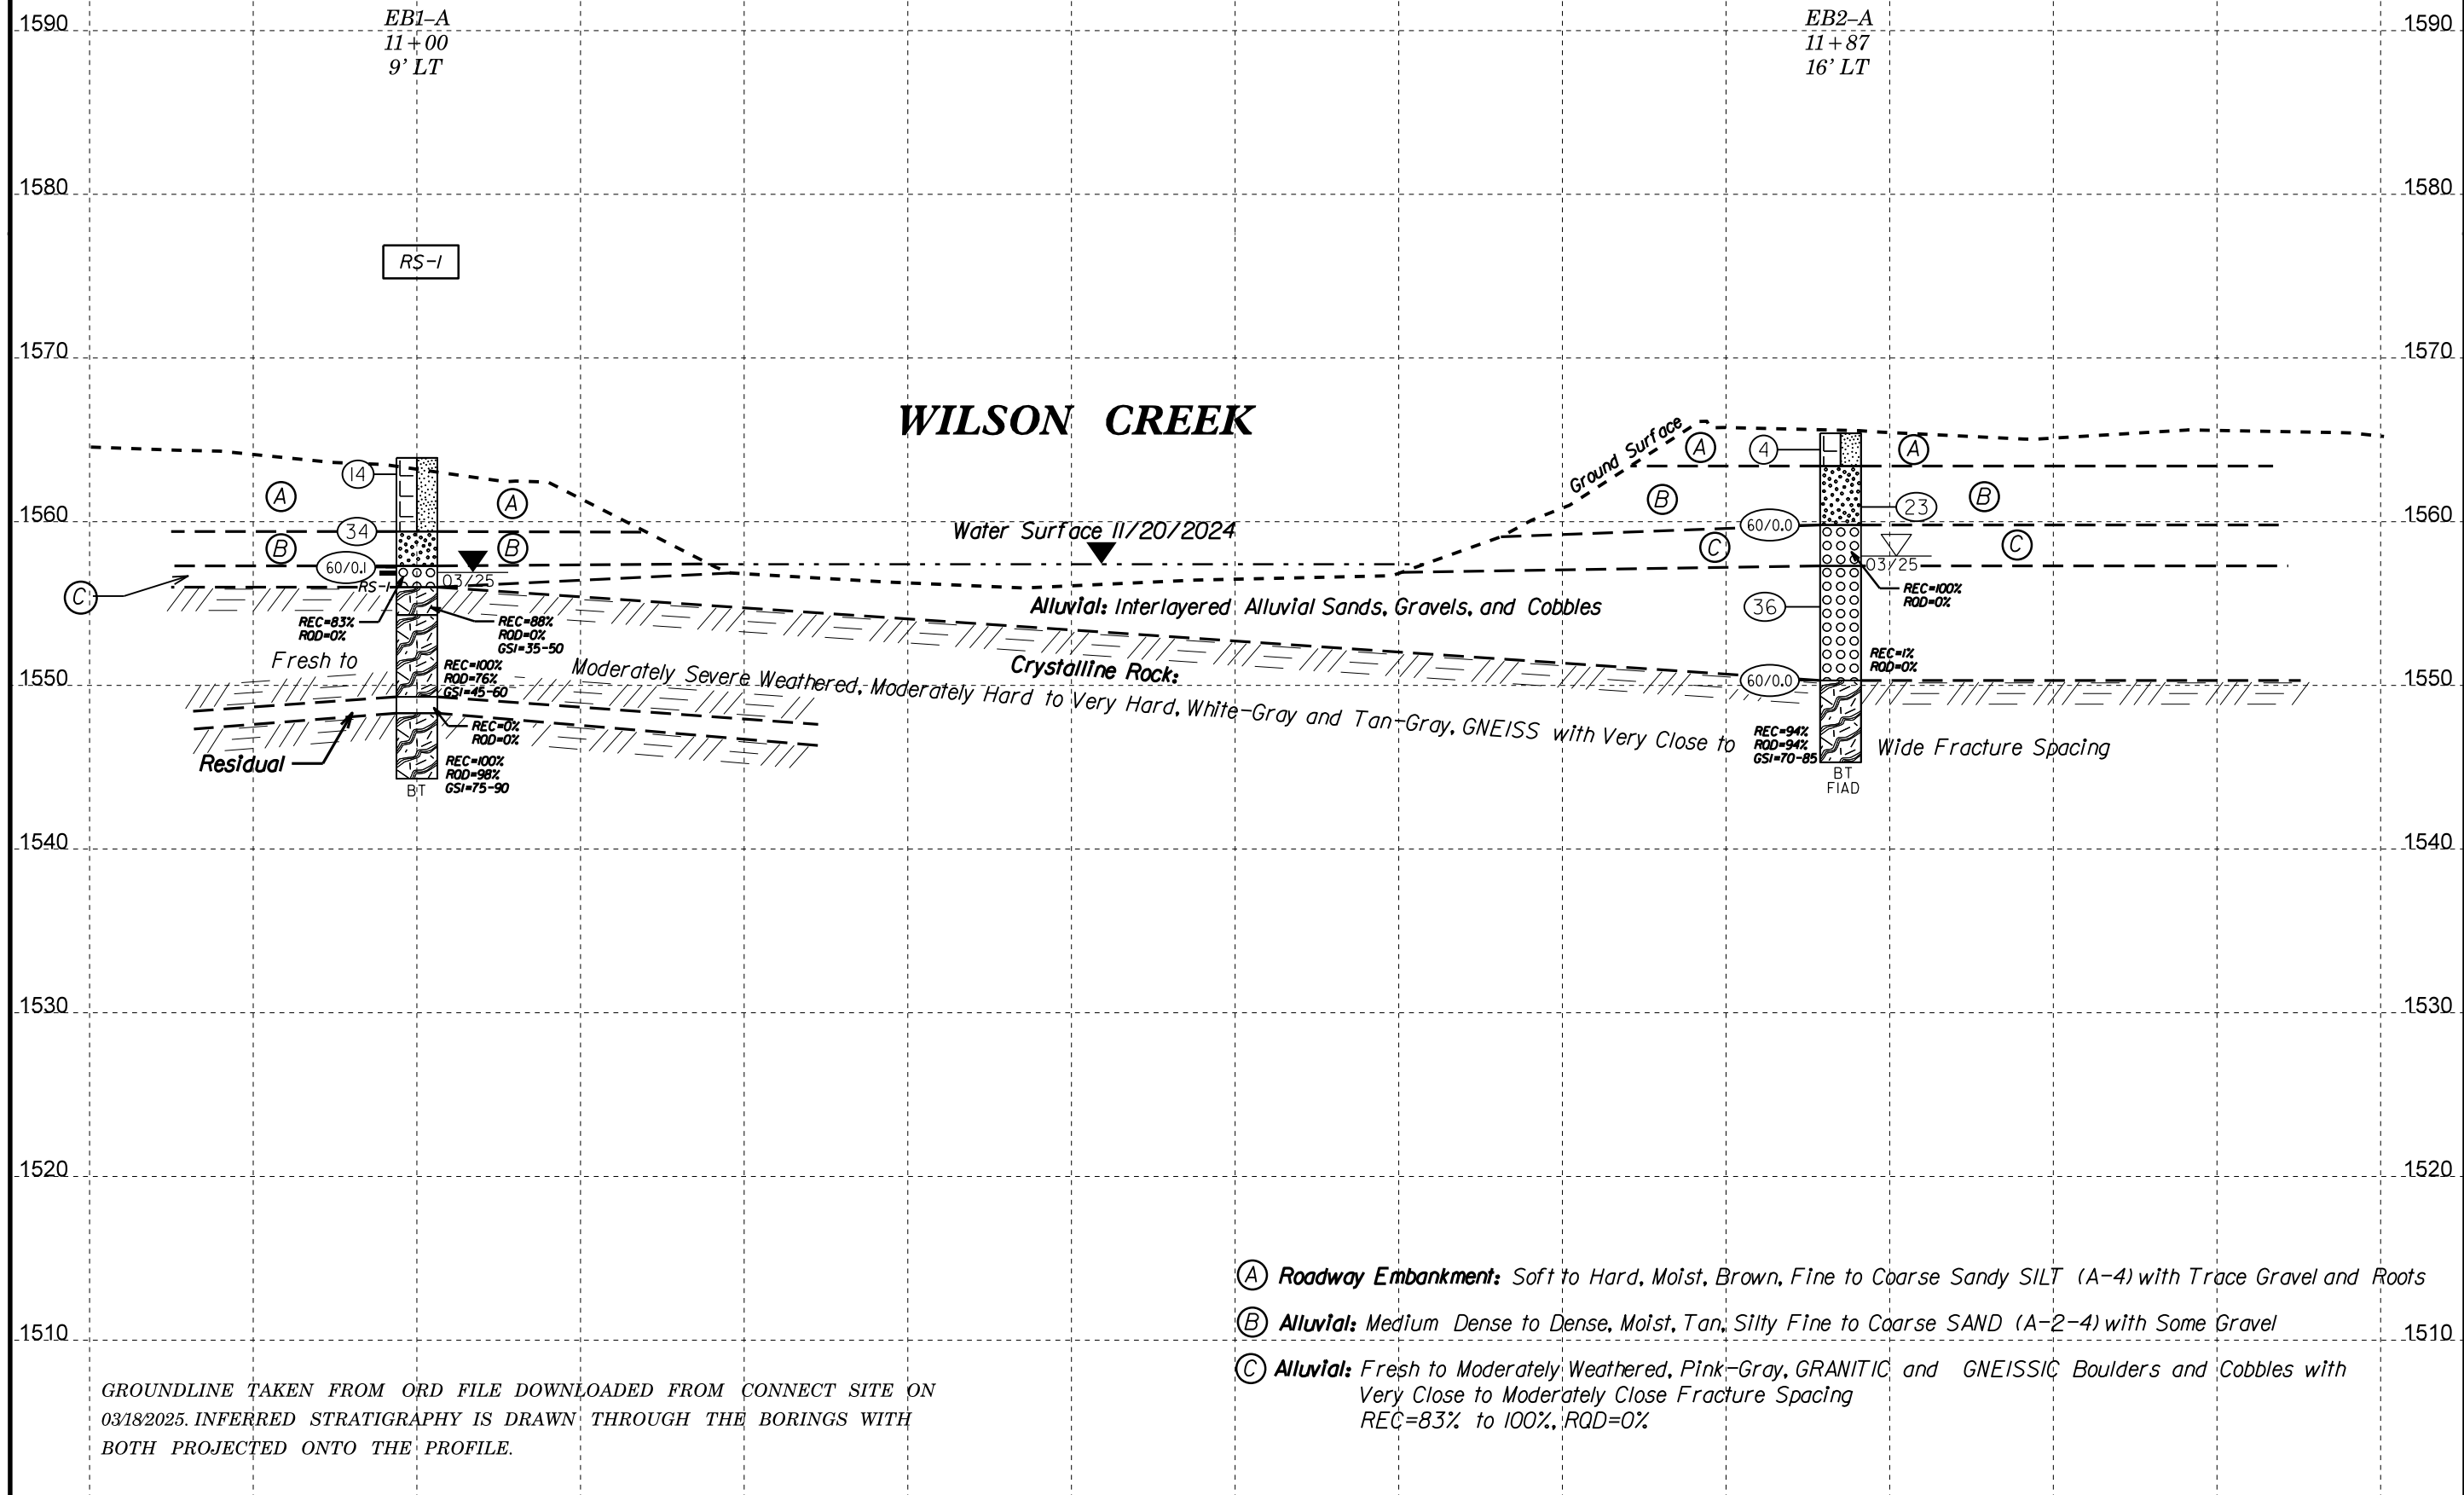 EB1–A
11+00
9' LT
EB2–A
11+87
16' LT
1590
1590
1580
1580
RS-1
1570
1570
WILSON CREEK
Ground Surface
A
4
A
14
A
A
B
23
B
1560
34
Water Surface 11/20/2024
60/0.0
1560
B
B
C
C
60/0.1
03/25
03/25
RS-1
C
REC=100%
RQD=0%
Alluvial: Interlayered Alluvial Sands, Gravels, and Cobbles
36
REC=83%
RQD=0%
REC=88%
RQD=0%
GSI=35-50
REC=1%
RQD=0%
Fresh to
Moderately Severe Weathered, Moderately Hard to Very Hard, White-Gray and Tan-Gray, GNEISS with Very Close to
Wide Fracture Spacing
Crystalline Rock:
REC=100%
RQD=76%
GSI=45-60
1550
60/0.0
1550
REC=0%
RQD=0%
REC=94%
RQD=94%
GSI=70-85
Residual
REC=100%
RQD=98%
GSI=75-90
BT
BT
FIAD
1540
1540
1530
1530
1520
1520
A Roadway Embankment: Soft to Hard, Moist, Brown, Fine to Coarse Sandy SILT (A-4) with Trace Gravel and Roots
B Alluvial: Medium Dense to Dense, Moist, Tan, Silty Fine to Coarse SAND (A-2-4) with Some Gravel
1510
1510
C Alluvial: Fresh to Moderately Weathered, Pink-Gray, GRANITIC and GNEISSIC Boulders and Cobbles with
Very Close to Moderately Close Fracture Spacing
REC=83% to 100%, RQD=0%
GROUNDLINE TAKEN FROM ORD FILE DOWNLOADED FROM CONNECT SITE ON
03/18/2025. INFERRED STRATIGRAPHY IS DRAWN THROUGH THE BORINGS WITH
BOTH PROJECTED ONTO THE PROFILE.